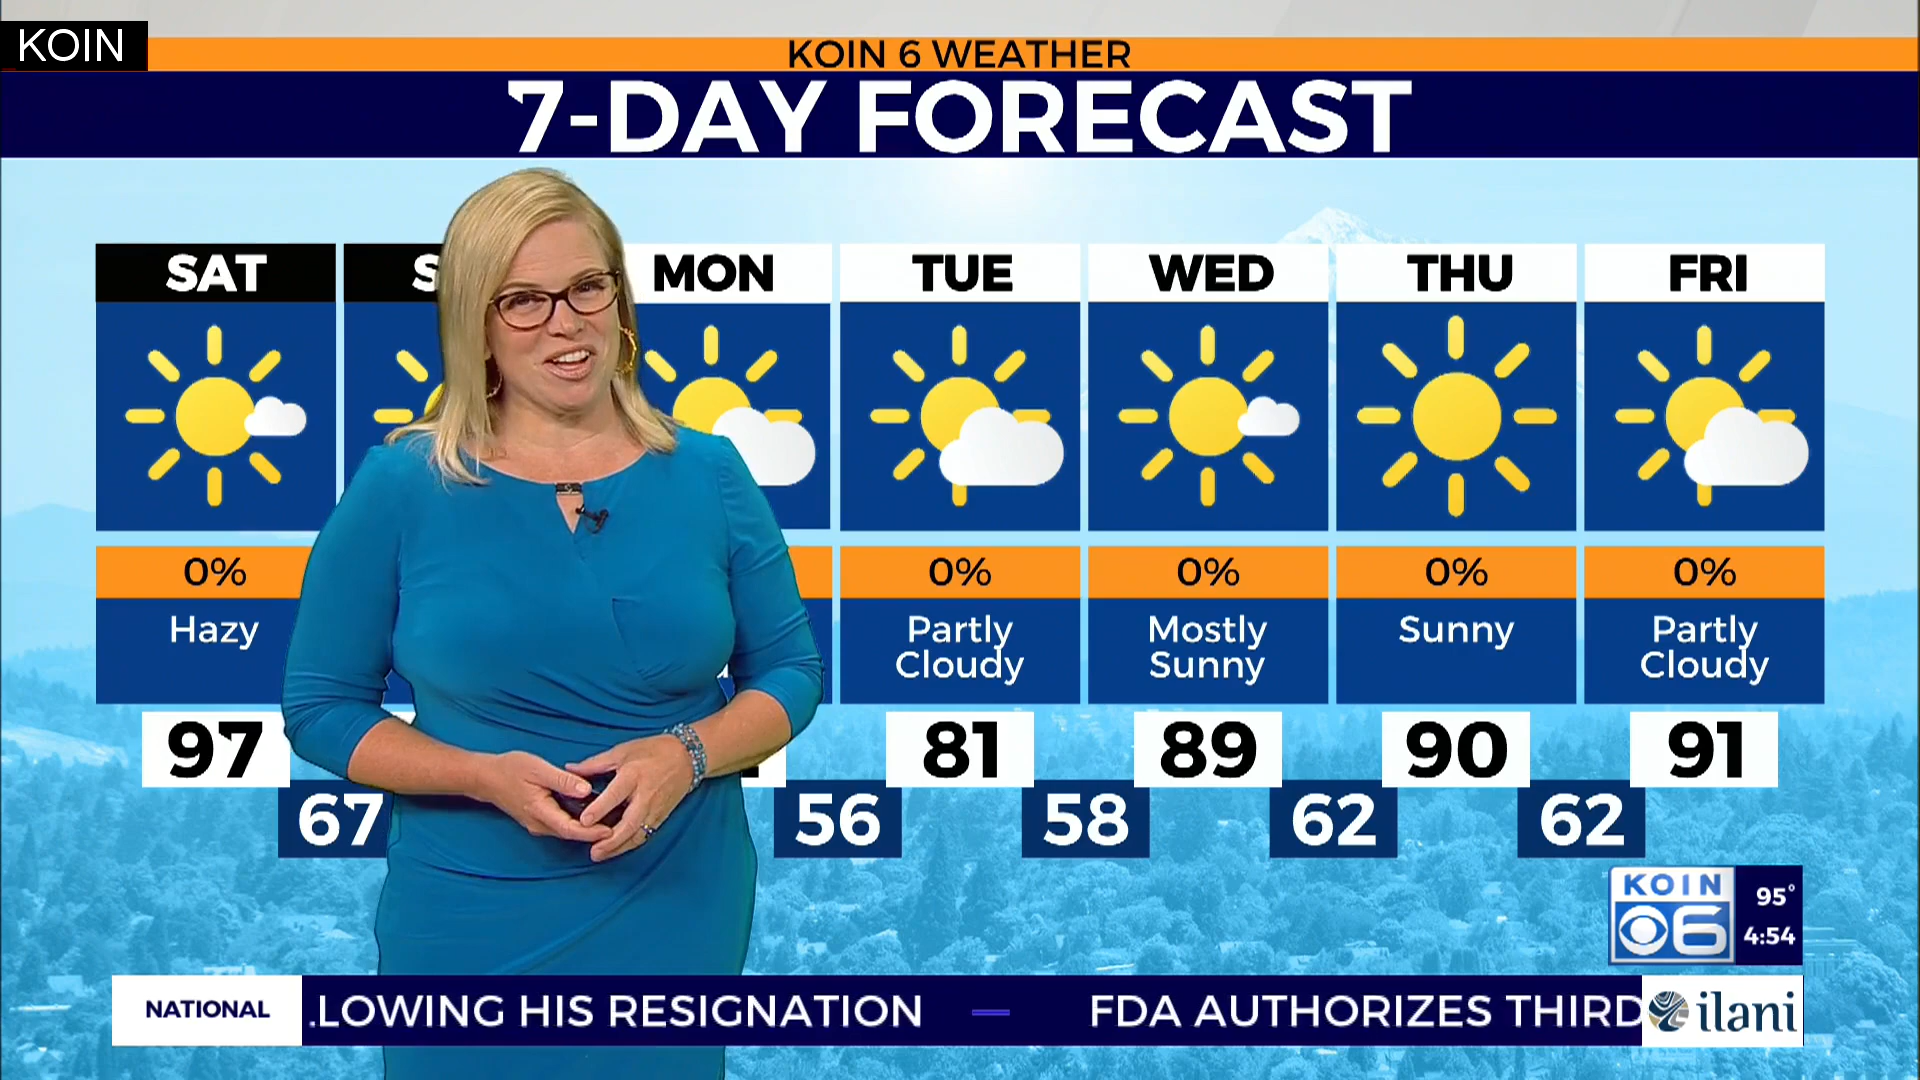 KOIN
KOIN 6 WEATHER
7-DAY FORECAST
SAT
MON
TUE
WED
THU
FRI
0%
0%
0%
0%
0%
Hazy
Partly
Cloudy
Mostly
Sunny
Sunny
Partly
Cloudy
97
81
89
90
91
67
56
58
62
62
KOIN
6
95°
4:54
NATIONAL
.LOWING HIS RESIGNATION — FDA AUTHORIZES THIRD
ilani